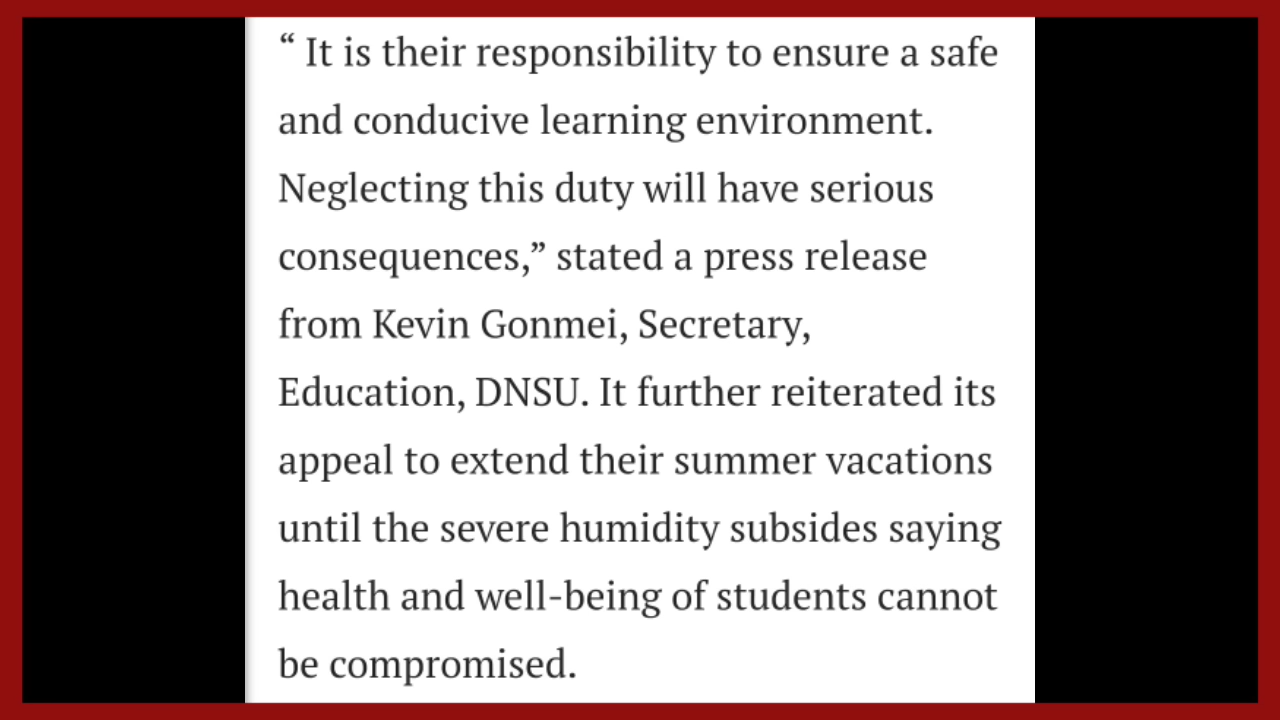 “ It is their responsibility to ensure a safe
and conducive learning environment.
Neglecting this duty will have serious
consequences,” stated a press release
from Kevin Gonmei, Secretary,
Education, DNSU. It further reiterated its
appeal to extend their summer vacations
until the severe humidity subsides saying
health and well-being of students cannot
be compromised.